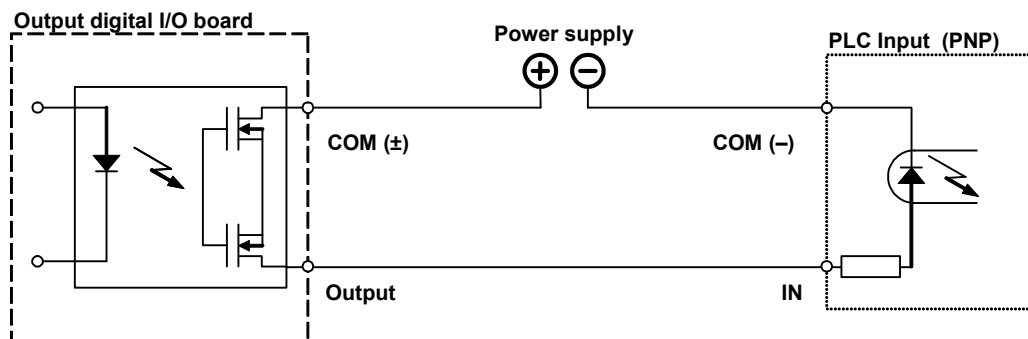 Output digital I/O board
Power supply
PLC Input (PNP)
+ −
COM (±)
COM (–)
Output
IN